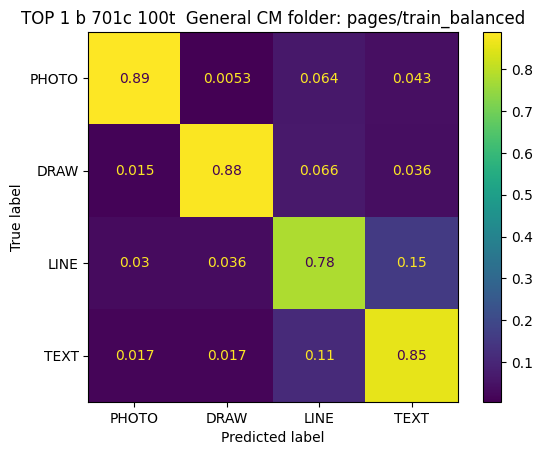 TOP 1 b 701c 100t  General CM folder: pages/train_balanced
PHOTO 0.89 0.0053 0.064 0.043
DRAW 0.015 0.88 0.066 0.036
LINE 0.03 0.036 0.78 0.15
TEXT 0.017 0.017 0.11 0.85
True label
PHOTO DRAW LINE TEXT
Predicted label
0.8
0.7
0.6
0.5
0.4
0.3
0.2
0.1